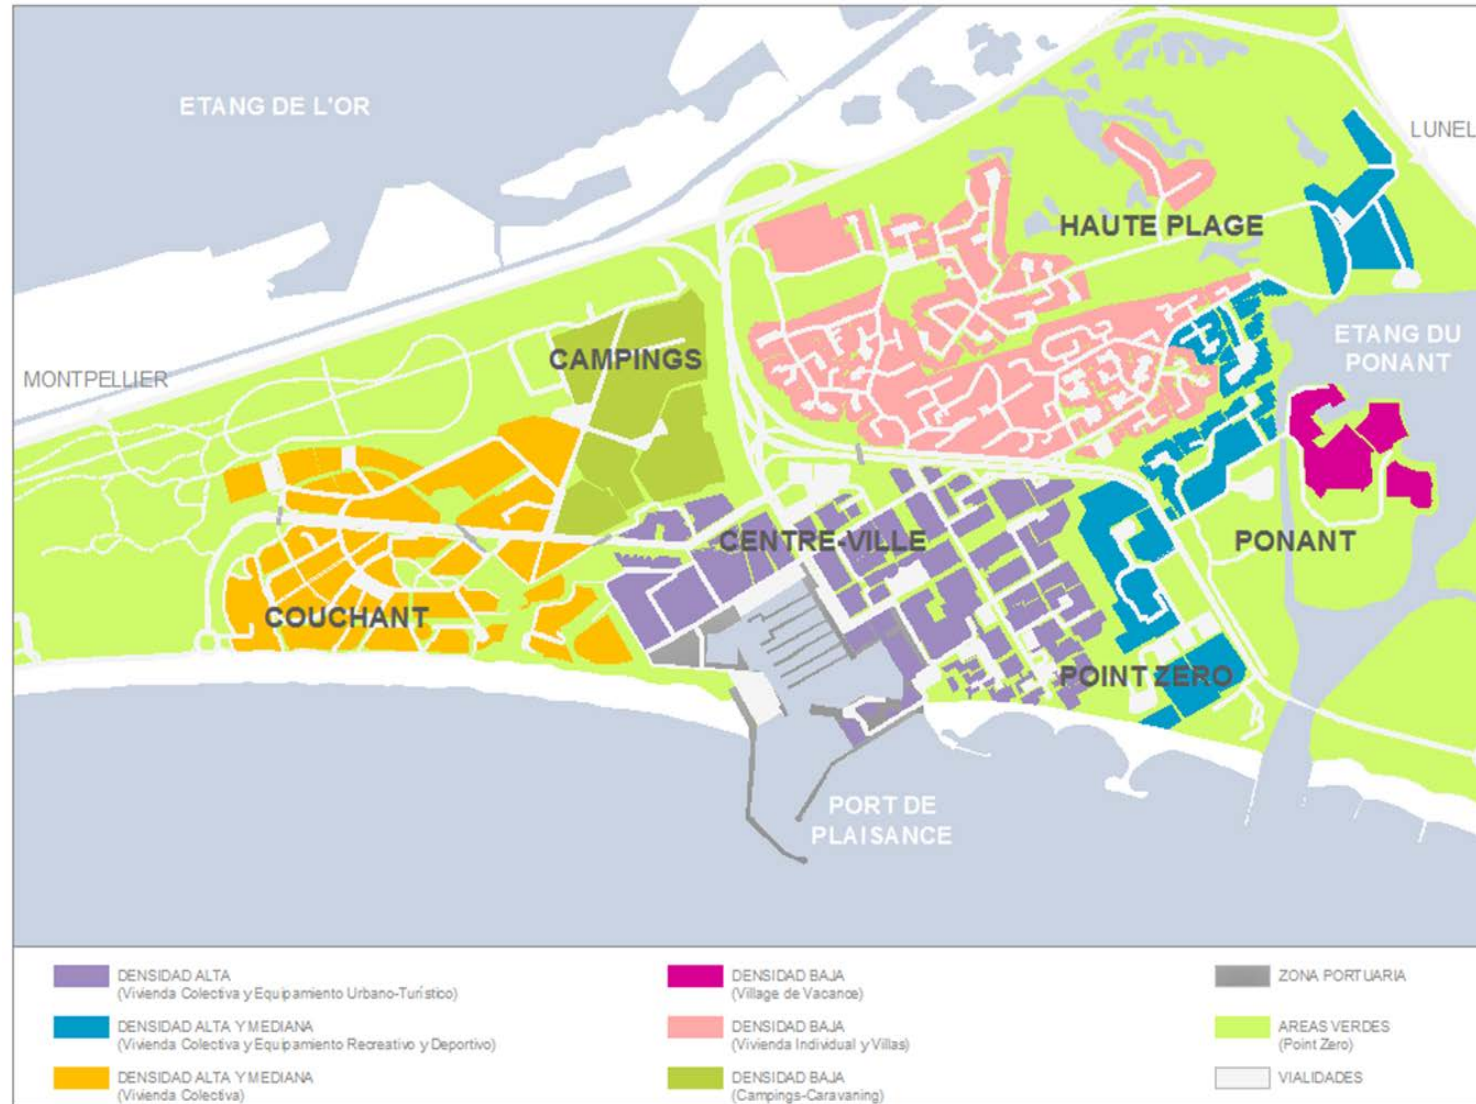 ETANG DE L'OR
LUNEL
HAUTE PLAGE
ETANG DU
PONANT
CAMPINGS
MONTPELLIER
CENTRE-VILLE
PONANT
COUCHANT
POINT ZERO
PORT DE
PLAISANCE
DENSIDAD ALTA
(Vivienda Colectiva y Equipamiento Urbano-Turístico)
DENSIDAD ALTA Y MEDIANA
(Vivienda Colectiva y Equipamiento Recreativo y Deportivo)
DENSIDAD ALTA Y MEDIANA
(Vivienda Colectiva)
DENSIDAD BAJA
(Village de Vacance)
DENSIDAD BAJA
(Vivienda Individual y Villas)
DENSIDAD BAJA
(Campings-Caravaning)
ZONA PORTUARIA
AREAS VERDES
(Point Zero)
VIALIDADES